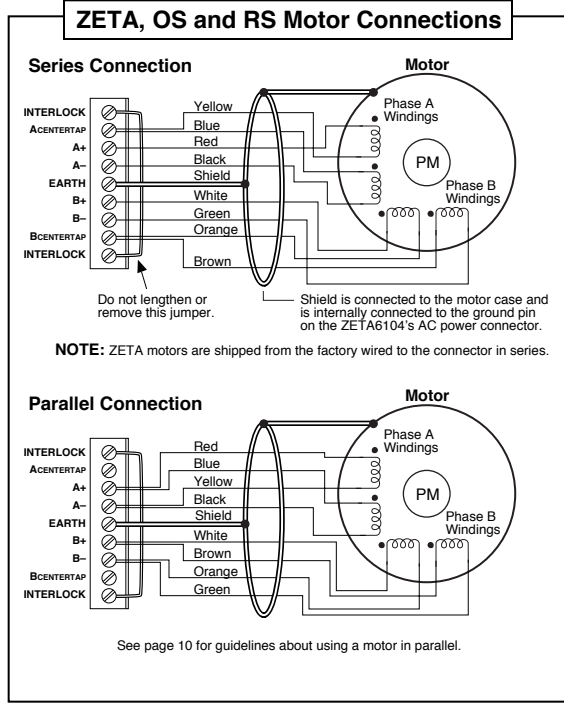 ZETA, OS and RS Motor Connections
Series Connection
Motor
INTERLOCK
ACENTERTAP
A+
A–
EARTH
B+
B–
BCENTERTAP
INTERLOCK
Yellow
Blue
Red
Black
Shield
White
Green
Orange
Brown
Phase A
Windings
PM
Phase B
Windings
Do not lengthen or
remove this jumper.
Shield is connected to the motor case and
is internally connected to the ground pin
on the ZETA6104's AC power connector.
NOTE: ZETA motors are shipped from the factory wired to the connector in series.
Parallel Connection
Motor
INTERLOCK
ACENTERTAP
A+
A–
EARTH
B+
B–
BCENTERTAP
INTERLOCK
Red
Blue
Yellow
Black
Shield
White
Brown
Orange
Green
Phase A
Windings
PM
Phase B
Windings
See page 10 for guidelines about using a motor in parallel.